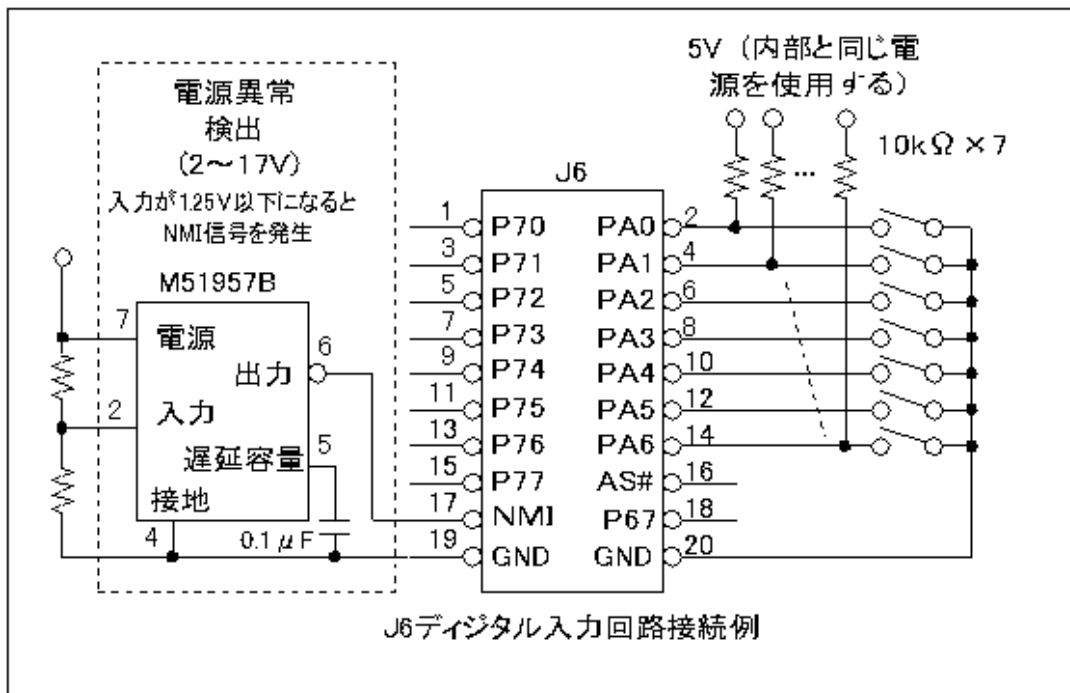 5V（内部と同じ電
源を使用する）
10kΩ×7
電源異常
検出
(2～17V)
入力が1.25V以下になると
NMI信号を発生
M51957B
7
電源
6
出力
2
入力
5
遅延容量
接地
4
0.1μF
J6
1 P70 PA0 2
3 P71 PA1 4
5 P72 PA2 6
7 P73 PA3 8
9 P74 PA4 10
11 P75 PA5 12
13 P76 PA6 14
15 P77 AS# 16
17 NMI P67 18
19 GND GND 20
...
J6ディジタル入力回路接続例